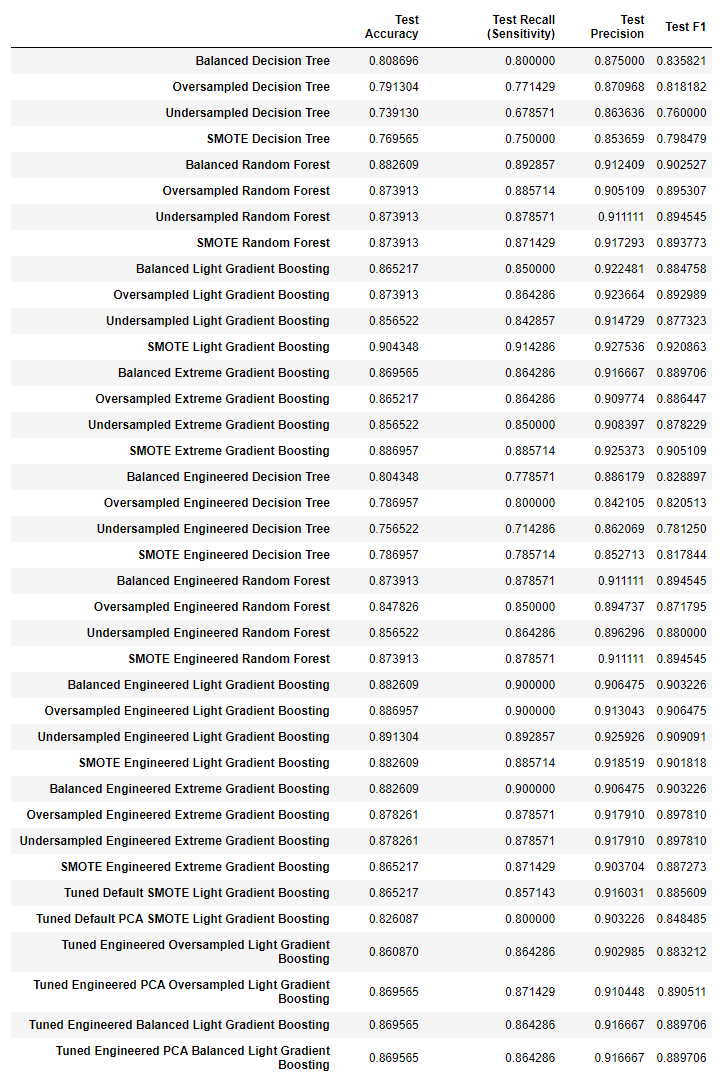 Test Accuracy Test Recall (Sensitivity) Test Precision Test F1
Balanced Decision Tree 0.808696 0.800000 0.875000 0.835821
Oversampled Decision Tree 0.791304 0.771429 0.870968 0.818182
Undersampled Decision Tree 0.739130 0.678571 0.863636 0.760000
SMOTE Decision Tree 0.769565 0.750000 0.853659 0.798479
Balanced Random Forest 0.882609 0.892857 0.912409 0.902527
Oversampled Random Forest 0.873913 0.885714 0.905109 0.895307
Undersampled Random Forest 0.873913 0.878571 0.911111 0.894545
SMOTE Random Forest 0.873913 0.871429 0.917293 0.893773
Balanced Light Gradient Boosting 0.865217 0.850000 0.922481 0.884758
Oversampled Light Gradient Boosting 0.873913 0.864286 0.923664 0.892989
Undersampled Light Gradient Boosting 0.856522 0.842857 0.914729 0.877323
SMOTE Light Gradient Boosting 0.904348 0.914286 0.927536 0.920863
Balanced Extreme Gradient Boosting 0.869565 0.864286 0.916667 0.889706
Oversampled Extreme Gradient Boosting 0.865217 0.864286 0.909774 0.886447
Undersampled Extreme Gradient Boosting 0.856522 0.850000 0.908397 0.878229
SMOTE Extreme Gradient Boosting 0.886957 0.885714 0.925373 0.905109
Balanced Engineered Decision Tree 0.804348 0.778571 0.886179 0.828897
Oversampled Engineered Decision Tree 0.786957 0.800000 0.842105 0.820513
Undersampled Engineered Decision Tree 0.756522 0.714286 0.862069 0.781250
SMOTE Engineered Decision Tree 0.786957 0.785714 0.852713 0.817844
Balanced Engineered Random Forest 0.873913 0.878571 0.911111 0.894545
Oversampled Engineered Random Forest 0.847826 0.850000 0.894737 0.871795
Undersampled Engineered Random Forest 0.856522 0.864286 0.896296 0.880000
SMOTE Engineered Random Forest 0.873913 0.878571 0.911111 0.894545
Balanced Engineered Light Gradient Boosting 0.882609 0.900000 0.906475 0.903226
Oversampled Engineered Light Gradient Boosting 0.886957 0.900000 0.913043 0.906475
Undersampled Engineered Light Gradient Boosting 0.891304 0.892857 0.925926 0.909091
SMOTE Engineered Light Gradient Boosting 0.882609 0.885714 0.918519 0.901818
Balanced Engineered Extreme Gradient Boosting 0.882609 0.900000 0.906475 0.903226
Oversampled Engineered Extreme Gradient Boosting 0.878261 0.878571 0.917910 0.897810
Undersampled Engineered Extreme Gradient Boosting 0.878261 0.878571 0.917910 0.897810
SMOTE Engineered Extreme Gradient Boosting 0.865217 0.871429 0.903704 0.887273
Tuned Default SMOTE Light Gradient Boosting 0.865217 0.857143 0.916031 0.885609
Tuned Default PCA SMOTE Light Gradient Boosting 0.826087 0.800000 0.903226 0.848485
Tuned Engineered Oversampled Light Gradient Boosting 0.860870 0.864286 0.902985 0.883212
Tuned Engineered PCA Oversampled Light Gradient Boosting 0.869565 0.871429 0.910448 0.890511
Tuned Engineered Balanced Light Gradient Boosting 0.869565 0.864286 0.916667 0.889706
Tuned Engineered PCA Balanced Light Gradient Boosting 0.869565 0.864286 0.916667 0.889706